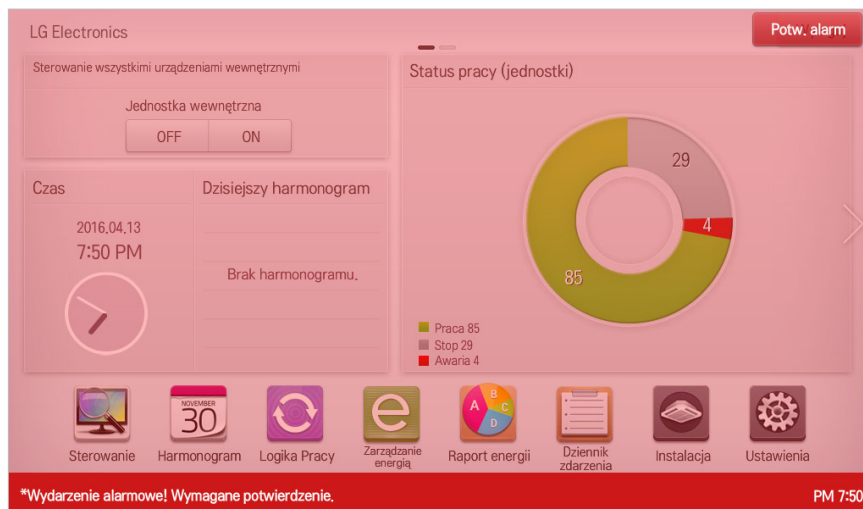 LG Electronics
Potw. alarm
Sterowanie wszystkimi urządzeniami wewnętrznymi
Jednostka wewnętrzna
OFF ON
Status pracy (jednostki)
29
4
85
Praca 85
Stop 29
Awaria 4
Czas
2016.04.13
7:50 PM
Dzisiejszy harmonogram
Brak harmonogramu.
Sterowanie
NOVEMBER
30
Harmonogram
Logika Pracy
e
Zarządzanie
energią
A B C D
Raport energii
Dziennik
zdarzenia
Instalacja
Ustawienia
*Wydarzenie alarmowe! Wymagane potwierdzenie.
PM 7:50